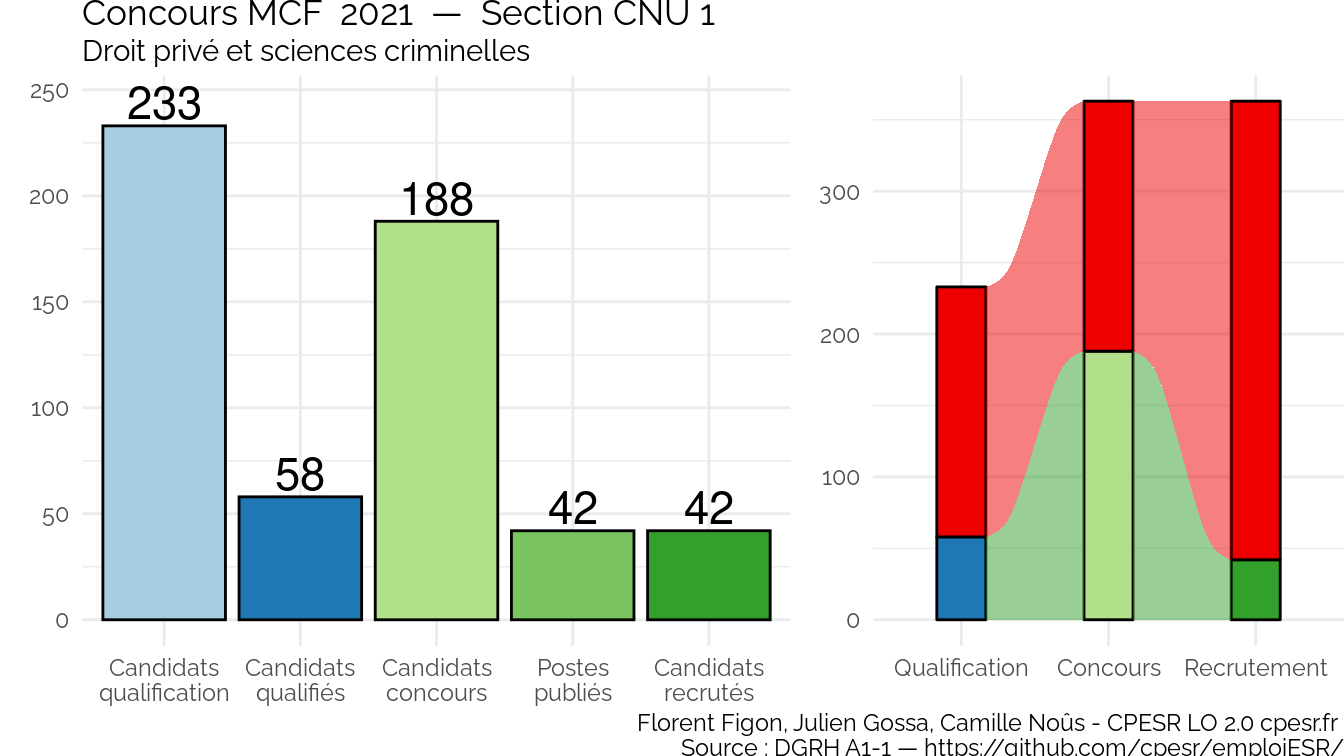 Concours MCF 2021 — Section CNU 1
Droit privé et sciences criminelles
250
200
150
100
50
0
233
58
188
42
42
Candidats
qualification
Candidats
qualifiés
Candidats
concours
Postes
publiés
Candidats
recrutés
300
200
100
0
Qualification
Concours
Recrutement
Florent Figon, Julien Gossa, Camille Noûs - CPESR LO 2.0 cpesr.fr
Source : DGRH A1-1 — https://github.com/cpesr/emploiESR/